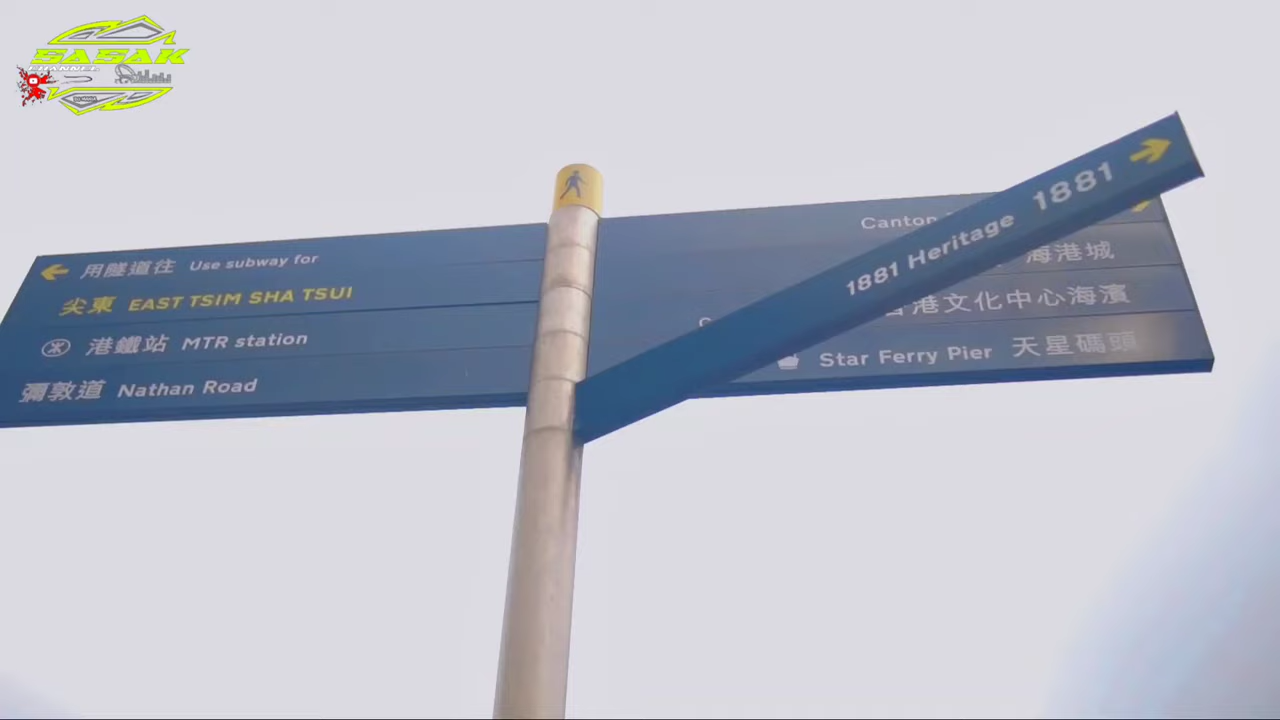 SASAK
CHANNEL
用隧道往 Use subway for
尖東 EAST TSIM SHA TSUI
港鐵站 MTR station
彌敦道 Nathan Road
1881 Heritage 1881
海港城
港文化中心海濱
Star Ferry Pier 天星碼頭